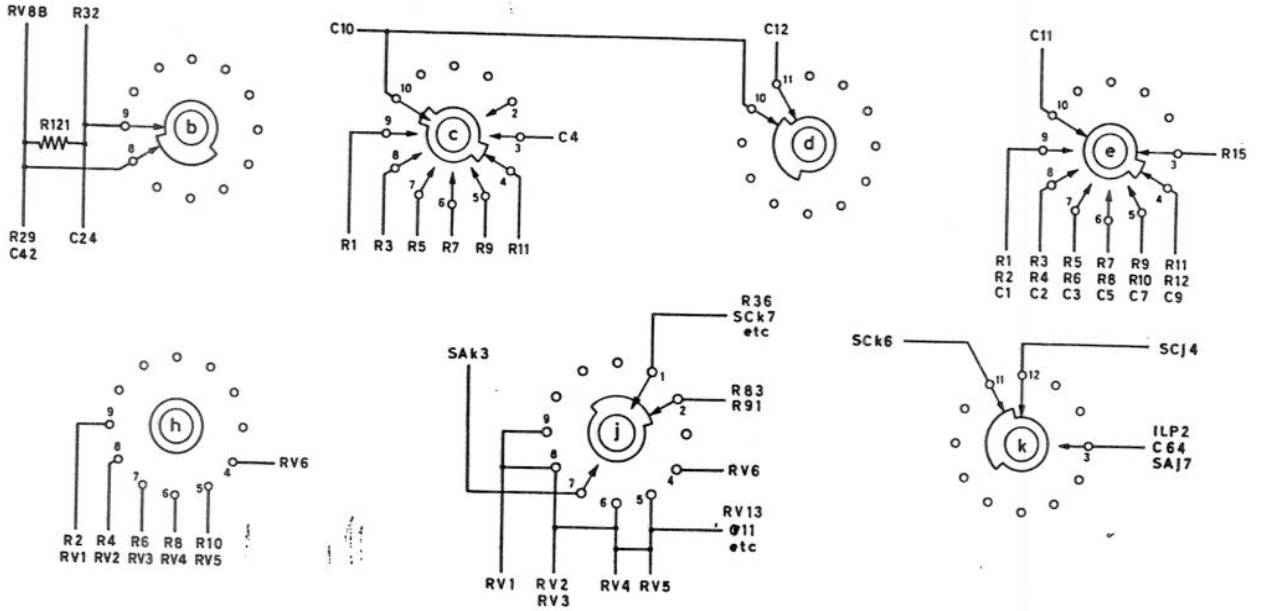 RV8B R32
9
b
R121
8
R29 C24
C42
C10
10
2
9
c
3
C4
8
4
7
6
5
R1 R3 R5 R7 R9 R11
C12
11
10
d
C11
10
9
e
3
R15
8
4
7
6
5
R1 R3 R5 R7 R9 R11
R2 R4 R6 R8 R10 R12
C1 C2 C3 C5 C7 C9
9
h
8
4
RV6
7
6
5
R2 R4 R6 R8 R10
RV1 RV2 RV3 RV4 RV5
R36
SCk7
etc
SAk3
1
R83
R91
2
9
j
8
4
RV6
7
6
5
RV13
etc
RV1 RV2 RV4 RV5
RV3
SCk6
SCj4
11
12
k
3
ILP2
C64
SAJ7